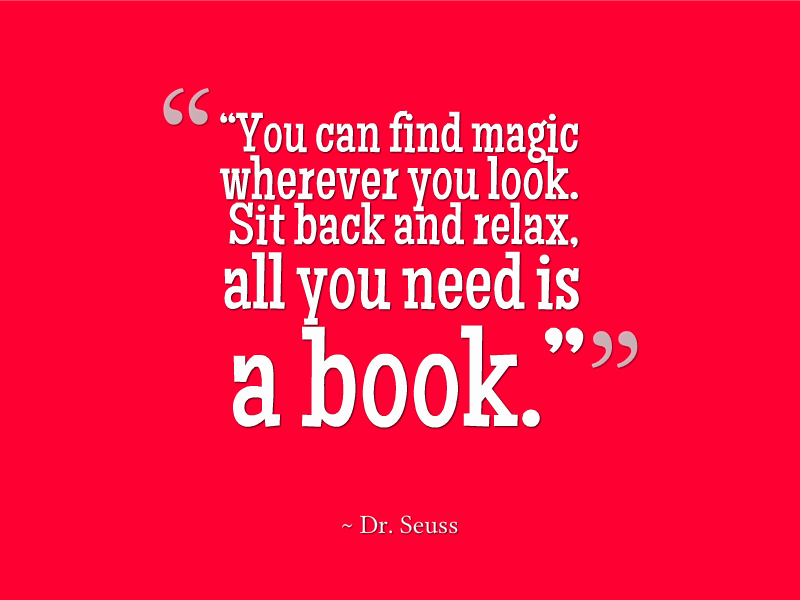 “You can find magic
wherever you look.
Sit back and relax,
all you need is
a book.”
~ Dr. Seuss